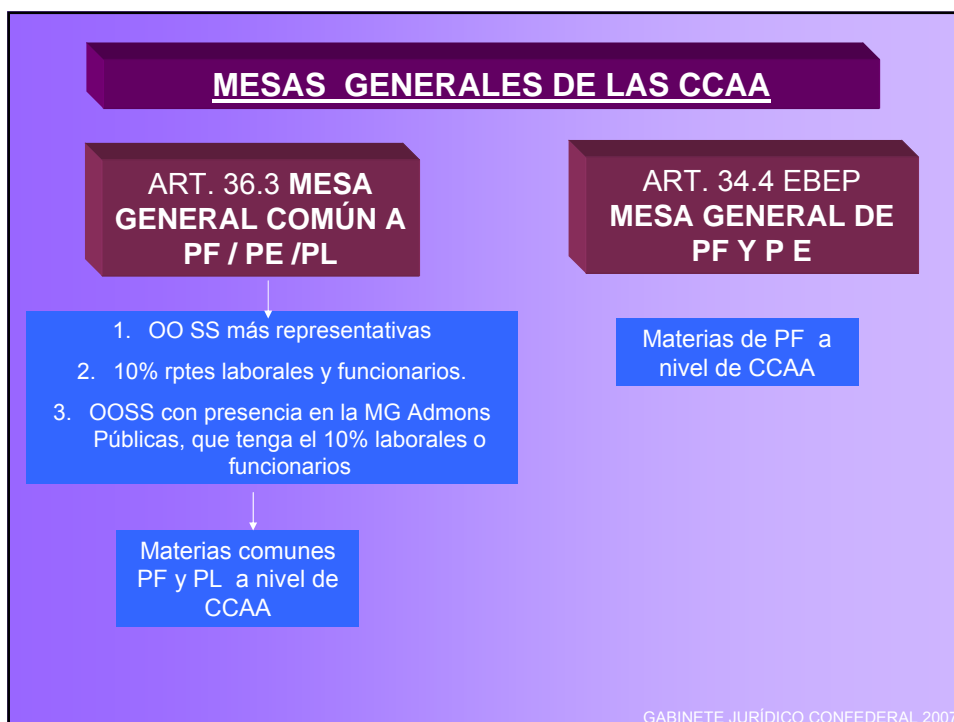 MESAS GENERALES DE LAS CCAA
ART. 36.3 MESA
GENERAL COMÚN A
PF / PE /PL
1. OO SS más representativas
2. 10% rptes laborales y funcionarios.
3. OOSS con presencia en la MG Admons
Públicas, que tenga el 10% laborales o
funcionarios
Materias comunes
PF y PL a nivel de
CCAA
ART. 34.4 EBEP
MESA GENERAL DE
PF Y P E
Materias de PF a
nivel de CCAA
GABINETE JURÍDICO CONFEDERAL 2007